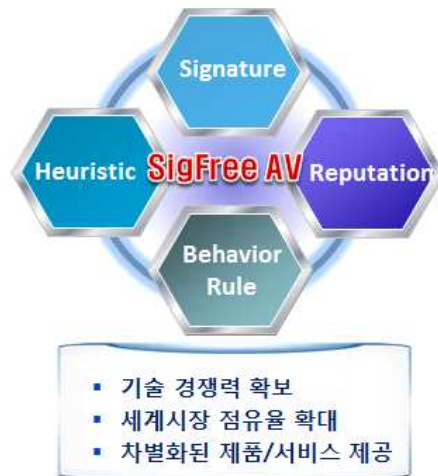 Signature
Heuristic
SigFree AV
Reputation
Behavior
Rule
▪ 기술 경쟁력 확보
▪ 세계시장 점유율 확대
▪ 차별화된 제품/서비스 제공